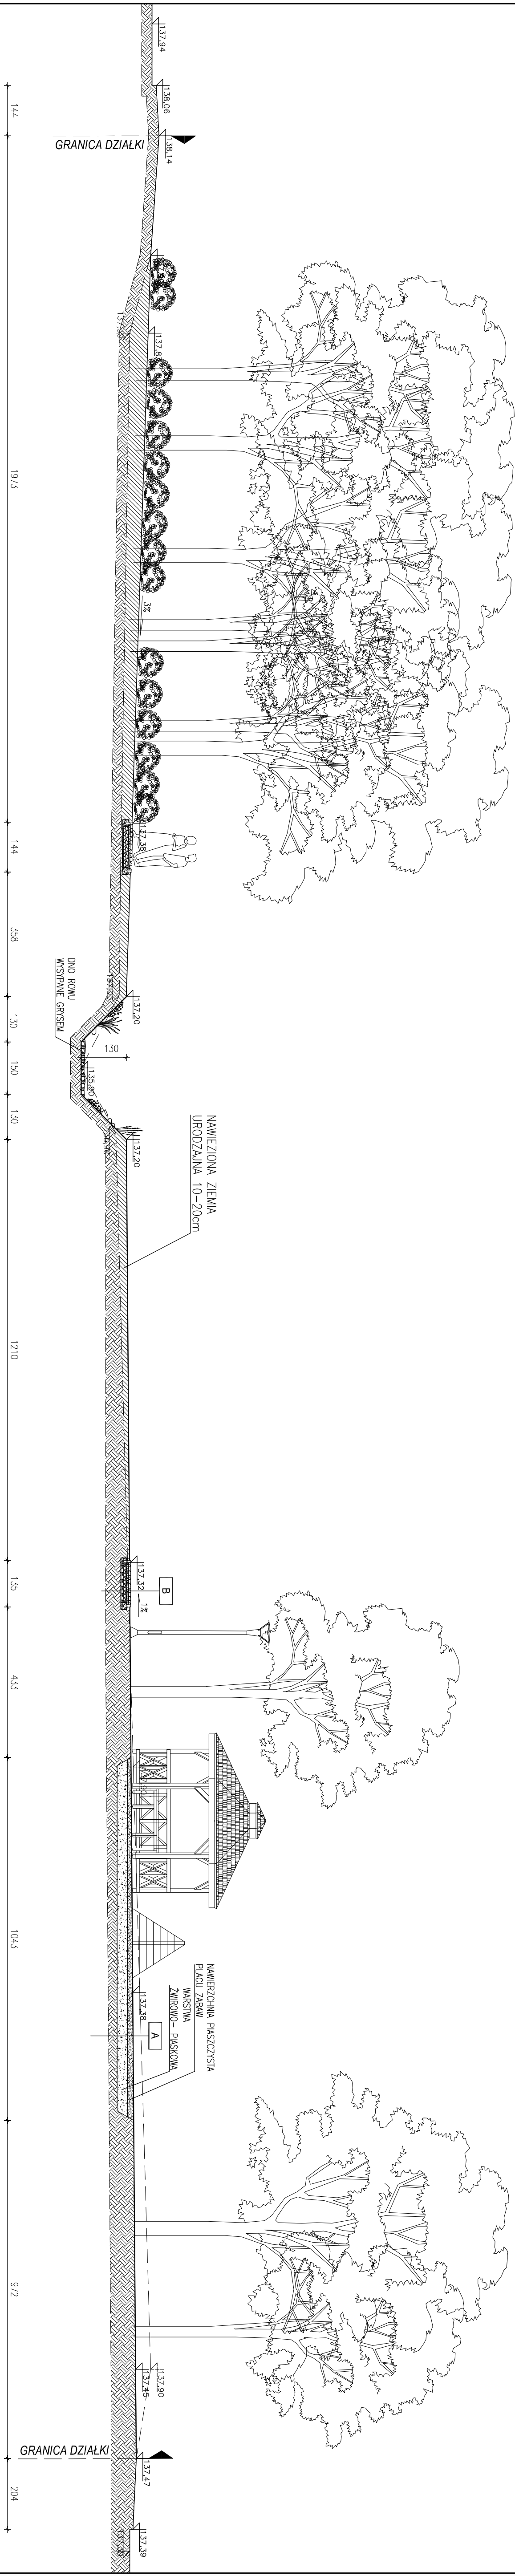 137.94
138.06
138.14
GRANICA DZIAŁKI
3%
137.38
137.20
130
135.90
DNO ROWU
WYSYPANE GRYSEM
137.20
NAWIEZIONA ZIEMIA
URODZAJNA 10-20cm
137.32
1%
B
137.38
A
NAWIERZCHNIA PIASZCZYSTA
PLACU ZABAW
WARSTWA
ŻWIROWO- PIASKOWA
137.90
137.45
137.47
GRANICA DZIAŁKI
137.39
144
1973
144
358
130
150
130
1210
135
433
1043
972
204